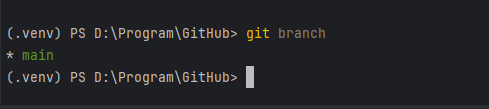 (.venv) PS D:\Program\GitHub> git branch
* main
(.venv) PS D:\Program\GitHub>